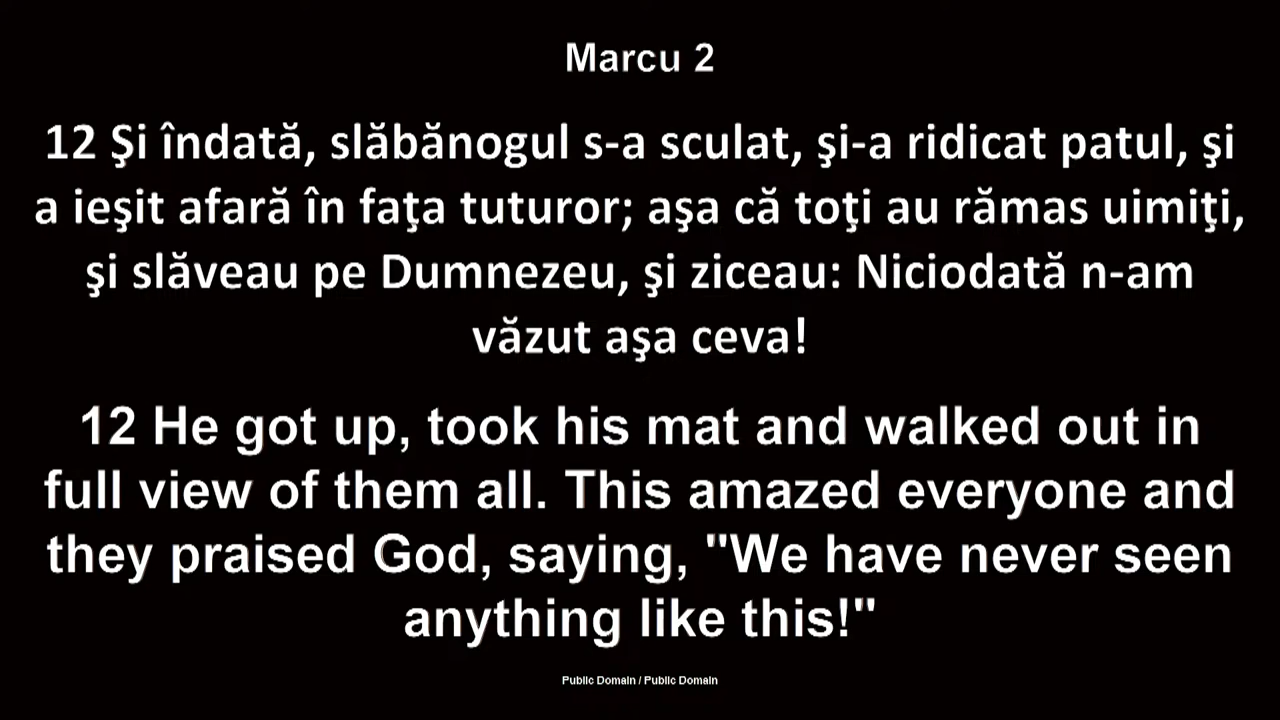 Marcu 2
12 Şi îndată, slăbănogul s-a sculat, şi-a ridicat patul, şi
a ieşit afară în faţa tuturor; aşa că toţi au rămas uimiţi,
şi slăveau pe Dumnezeu, şi ziceau: Niciodată n-am
văzut aşa ceva!
12 He got up, took his mat and walked out in
full view of them all. This amazed everyone and
they praised God, saying, "We have never seen
anything like this!"
Public Domain / Public Domain